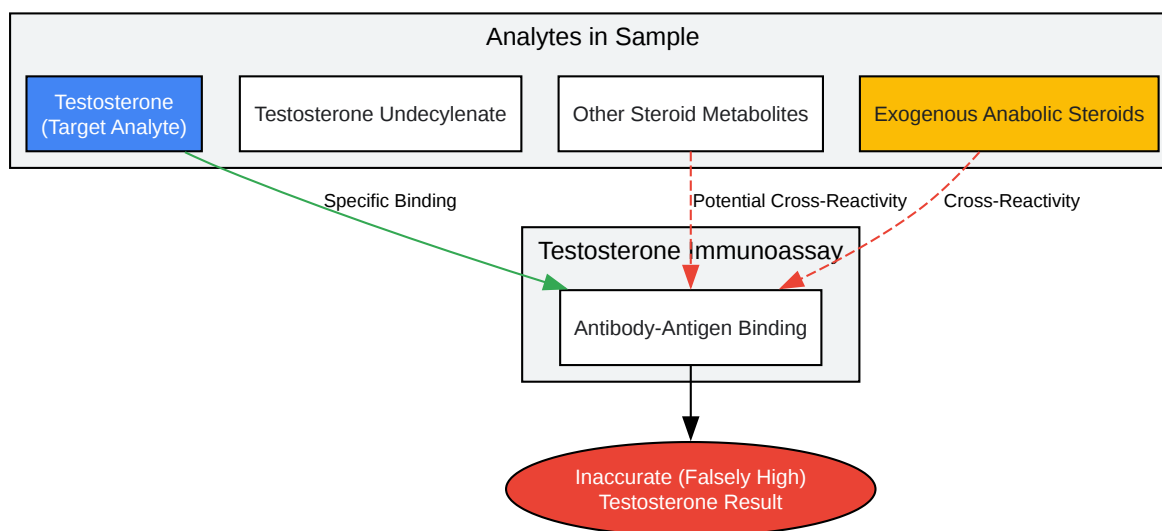 Analytes in Sample
Testosterone
(Target Analyte)
Testosterone Undecylenate
Other Steroid Metabolites
Exogenous Anabolic Steroids
Specific Binding
Potential Cross-Reactivity
Cross-Reactivity
Testosterone Immunoassay
Antibody-Antigen Binding
Inaccurate (Falsely High)
Testosterone Result